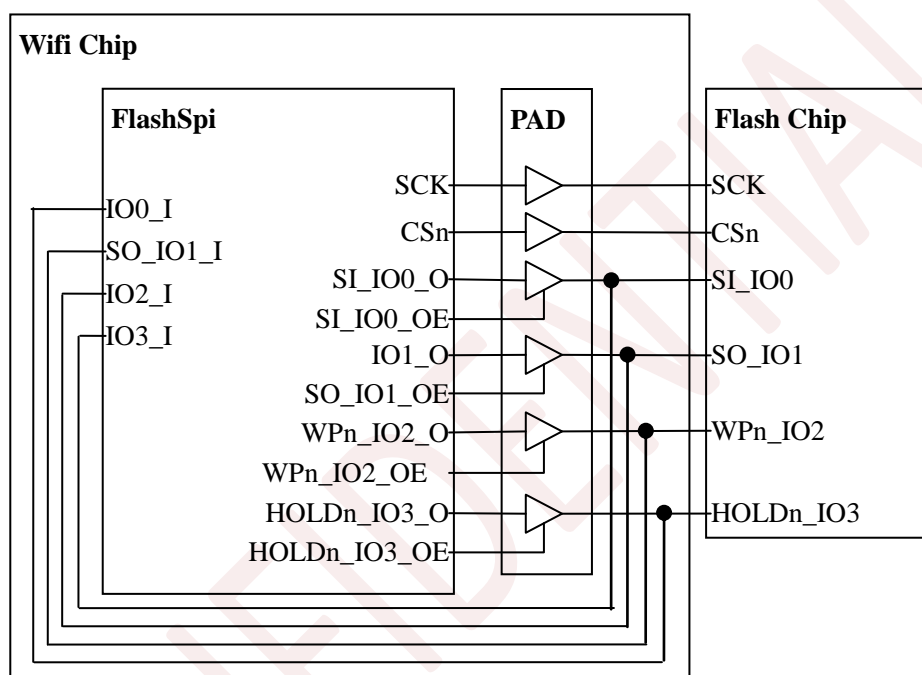 Wifi Chip
FlashSpi
PAD
Flash Chip
IO0_I
SO_IO1_I
IO2_I
IO3_I
SCK
CSn
SI_IO0_O
SI_IO0_OE
IO1_O
SO_IO1_OE
WPn_IO2_O
WPn_IO2_OE
HOLDn_IO3_O
HOLDn_IO3_OE
SCK
CSn
SI_IO0
SO_IO1
WPn_IO2
HOLDn_IO3
FIDENTIAL